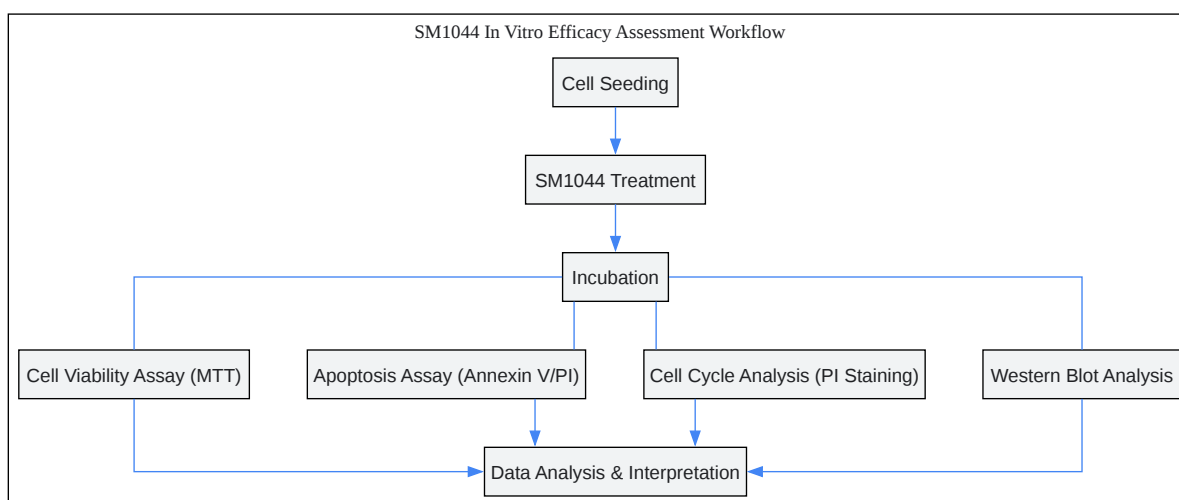 SM1044 In Vitro Efficacy Assessment Workflow
Cell Seeding
SM1044 Treatment
Incubation
Cell Viability Assay (MTT)
Apoptosis Assay (Annexin V/PI)
Cell Cycle Analysis (PI Staining)
Western Blot Analysis
Data Analysis & Interpretation